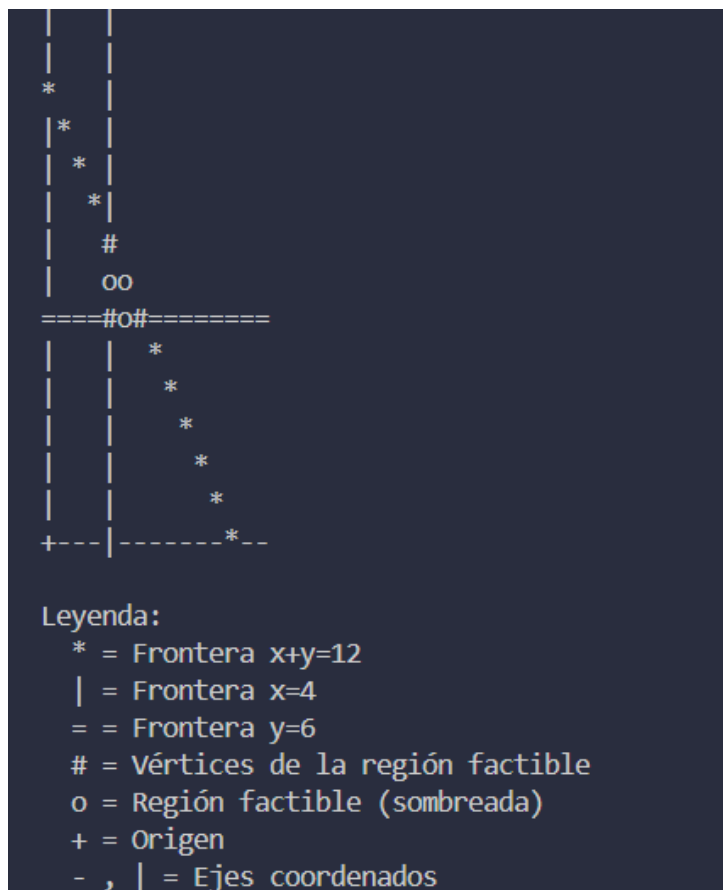 |   |
|   |
*   |
|*  |
| * |
|  *|
|   #
|   oo
====#o#========
|   |  *
|   |   *
|   |    *
|   |     *
|   |      *
+---|-------*--
Leyenda:
  * = Frontera x+y=12
  | = Frontera x=4
  = = Frontera y=6
  # = Vértices de la región factible
  o = Región factible (sombreada)
  + = Origen
  - , | = Ejes coordenados